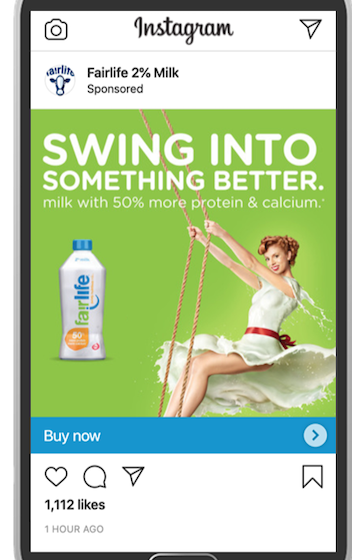 Instagram
fairlife
Fairlife 2% Milk
Sponsored
SWING INTO
SOMETHING BETTER.
milk with 50% more protein & calcium.*
fairlife
Buy now
1,112 likes
1 HOUR AGO